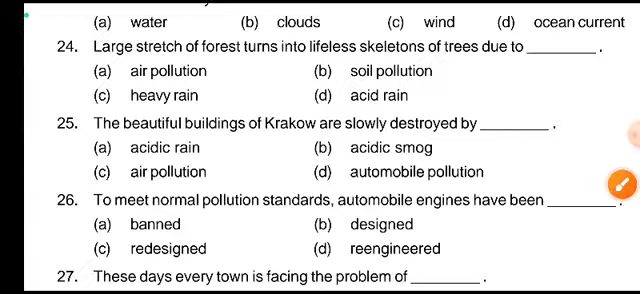 (a) water (b) clouds (c) wind (d) ocean current
24. Large stretch of forest turns into lifeless skeletons of trees due to ________ .
(a) air pollution (b) soil pollution
(c) heavy rain (d) acid rain
25. The beautiful buildings of Krakow are slowly destroyed by ________ .
(a) acidic rain (b) acidic smog
(c) air pollution (d) automobile pollution
26. To meet normal pollution standards, automobile engines have been ________ .
(a) banned (b) designed
(c) redesigned (d) reengineered
27. These days every town is facing the problem of ________ .